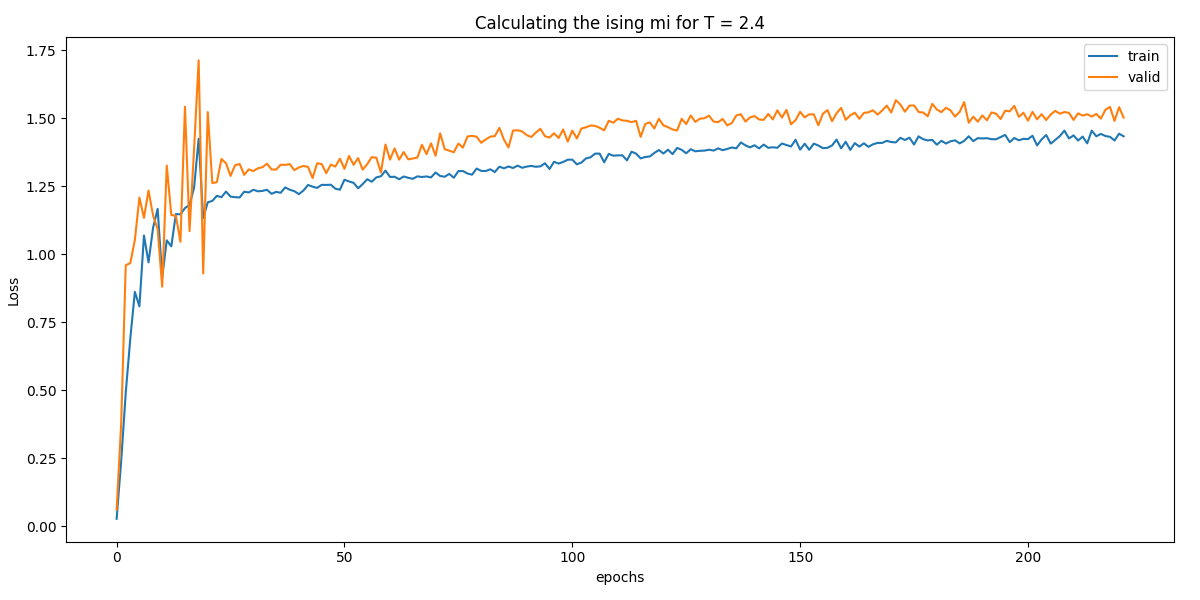 Calculating the ising mi for T = 2.4
train
valid
Loss
1.75
1.50
1.25
1.00
0.75
0.50
0.25
0.00
0 50 100 150 200
epochs